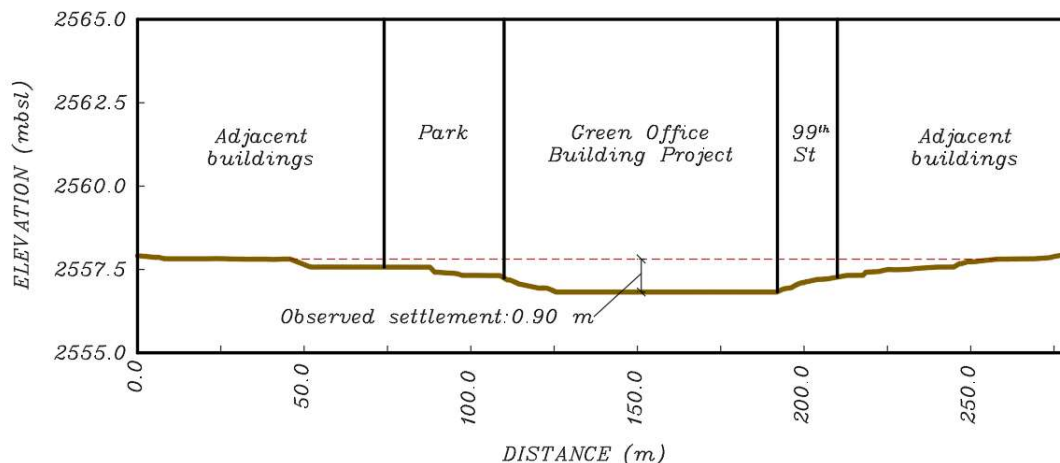 2565.0
2562.5
2560.0
2557.5
2555.0
ELEVATION (mbsl)
Adjacent
buildings
Park
Green Office
Building Project
99th
St
Adjacent
buildings
Observed settlement:0.90 m
0.0
50.0
100.0
150.0
200.0
250.0
DISTANCE (m)